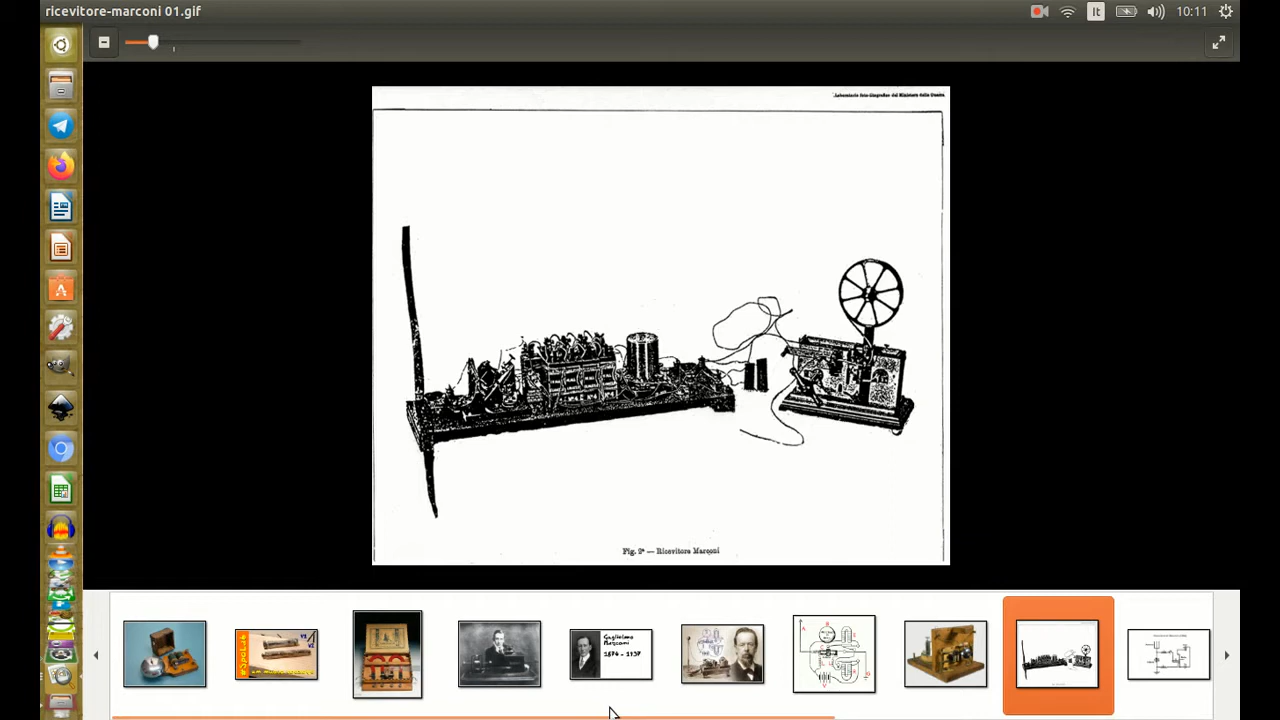 ricevitore-marconi 01.gif
It
10:11
Laboratorio foto-litografico del Ministero della Guerra
Fig. 2ª — Ricevitore Marconi
Guglielmo
Marconi
1874 - 1937